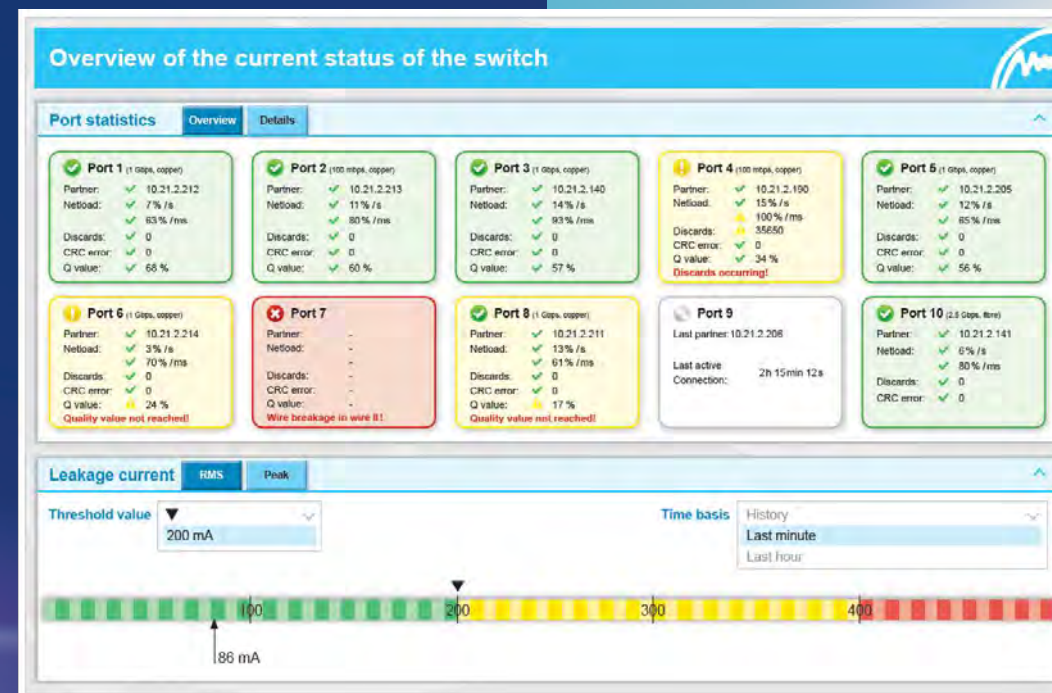 Overview of the current status of the switch
Port statistics Overview Details
Port 1 (1 Gbps, copper)
Partner: 10.21.2.212
Netload: 7% /s
63% /ms
Discards: 0
CRC error: 0
Q value: 68 %
Port 2 (100 mbps, copper)
Partner: 10.21.2.213
Netload: 11% /s
80% /ms
Discards: 0
CRC error: 0
Q value: 60 %
Port 3 (1 Gbps, copper)
Partner: 10.21.2.140
Netload: 14% /s
93% /ms
Discards: 0
CRC error: 0
Q value: 57 %
Port 4 (100 mbps, copper)
Partner: 10.21.2.190
Netload: 15% /s
100% /ms
Discards: 35650
CRC error: 0
Q value: 34 %
Discards occurring!
Port 5 (1 Gbps, copper)
Partner: 10.21.2.205
Netload: 12% /s
65% /ms
Discards: 0
CRC error: 0
Q value: 56 %
Port 6 (1 Gbps, copper)
Partner: 10.21.2.214
Netload: 3% /s
70% /ms
Discards: 0
CRC error: 0
Q value: 24 %
Quality value not reached!
Port 7
Partner: -
Netload: -
-
Discards: -
CRC error: -
Q value: -
Wire breakage in wire 8!
Port 8 (1 Gbps, copper)
Partner: 10.21.2.211
Netload: 13% /s
61% /ms
Discards: 0
CRC error: 0
Q value: 17 %
Quality value not reached!
Port 9
Last partner: 10.21.2.206
Last active
Connection: 2h 15min 12s
Port 10 (2.5 Gbps, fibre)
Partner: 10.21.2.141
Netload: 6% /s
80% /ms
Discards: 0
CRC error: 0
Leakage current RMS Peak
Threshold value
200 mA
Time basis History
Last minute
Last hour
100 200 300 400
86 mA